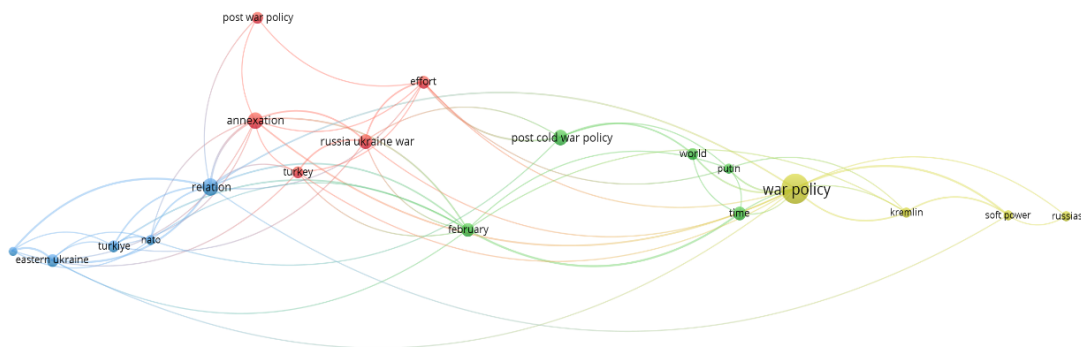 post war policy
effort
annexation
russia ukraine war
post cold war policy
world
putin
turkey
relation
war policy
time
kremlin
soft power
russias
february
turkiye
nato
eastern ukraine